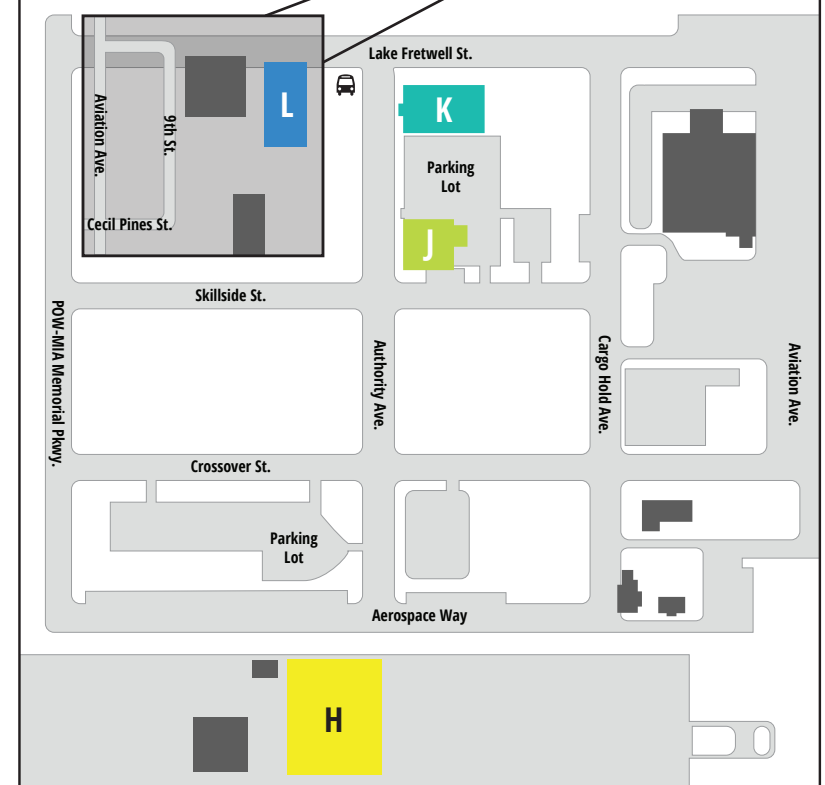 Lake Fretwell St.
Aviation Ave.
9th St.
L
K
Parking
Lot
Cecil Pines St.
J
Skillside St.
POW-MIA Memorial Pkwy.
Authority Ave.
Cargo Hold Ave.
Aviation Ave.
Crossover St.
Parking
Lot
Aerospace Way
H